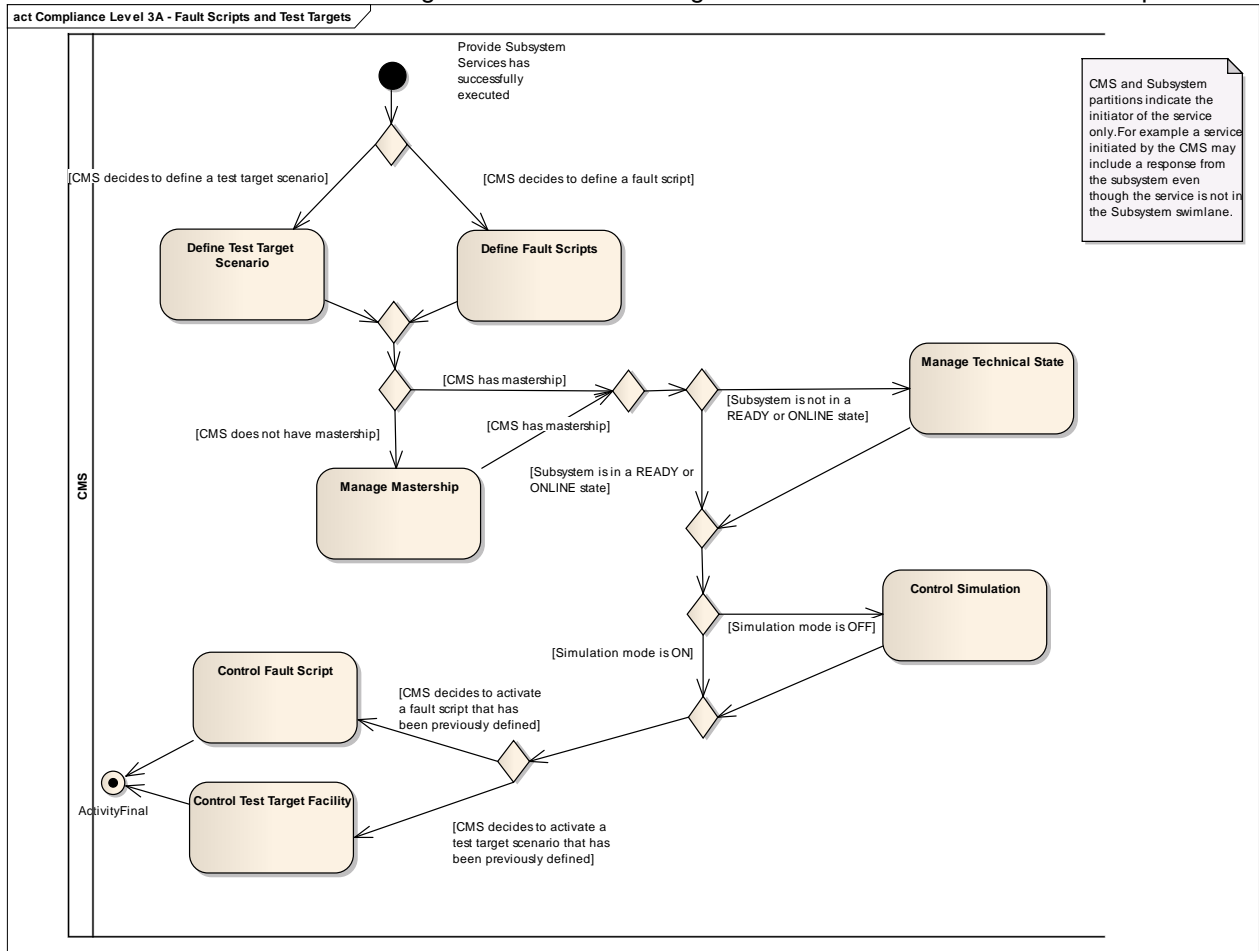 act Compliance Level 3A - Fault Scripts and Test Targets
Provide Subsystem
Services has
successfully
executed
CMS and Subsystem
partitions indicate the
initiator of the service
only.For example a service
initiated by the CMS may
include a response from
the subsystem even
though the service is not in
the Subsystem swimlane.
[CMS decides to define a test target scenario]
[CMS decides to define a fault script]
Define Test Target
Scenario
Define Fault Scripts
Manage Technical State
[CMS has mastership]
[Subsystem is not in a
READY or ONLINE state]
[CMS does not have mastership]
[CMS has mastership]
[Subsystem is in a READY or
ONLINE state]
Manage Mastership
CMS
Control Simulation
[Simulation mode is OFF]
[Simulation mode is ON]
Control Fault Script
[CMS decides to activate
a fault script that has
been previously defined]
Control Test Target Facility
ActivityFinal
[CMS decides to activate a
test target scenario that has
been previously defined]